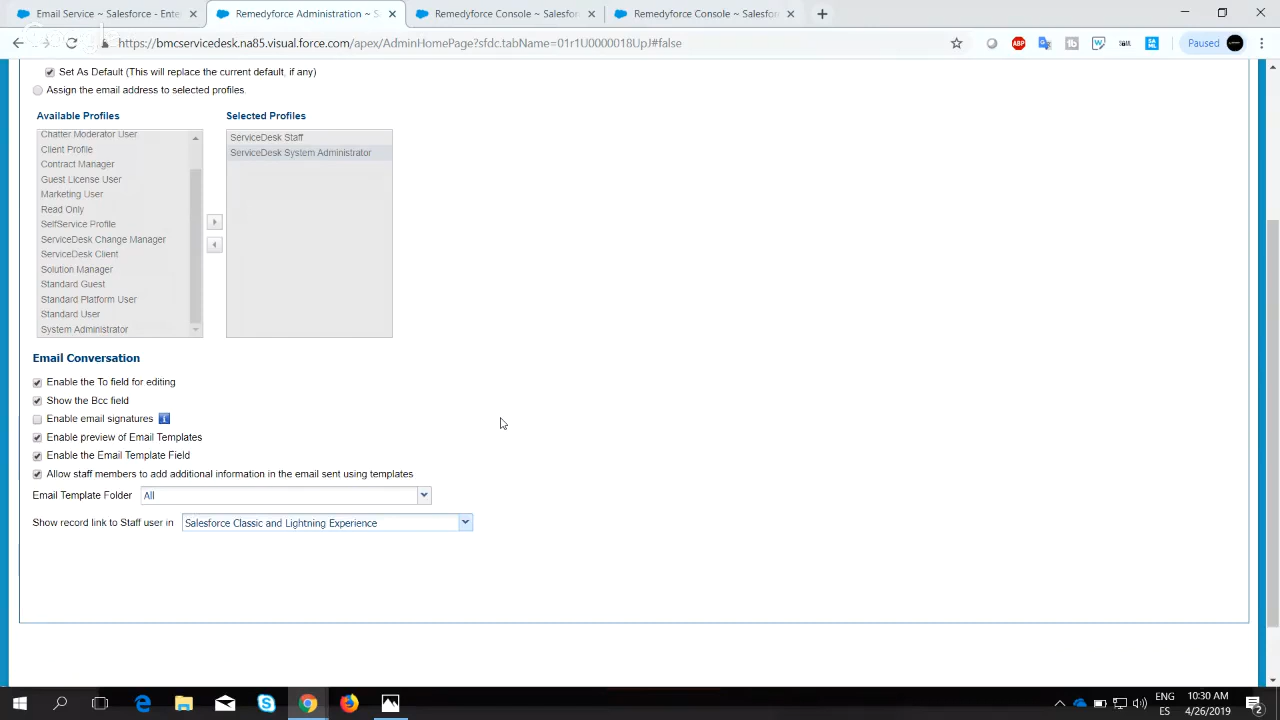 Email Service ~ Salesforce - Ente
Remedyforce Administration ~ S
Remedyforce Console ~ Salesfor
Remedyforce Console ~ Salesfor
https://bmcservicedesk.na85.visual.force.com/apex/AdminHomePage?sfdc.tabName=01r1U0000018UpJ#false
ABP
Paused
Set As Default (This will replace the current default, if any)
Assign the email address to selected profiles.
Available Profiles
Selected Profiles
Chatter Moderator User
Client Profile
Contract Manager
Guest License User
Marketing User
Read Only
SelfService Profile
ServiceDesk Change Manager
ServiceDesk Client
Solution Manager
Standard Guest
Standard Platform User
Standard User
System Administrator
ServiceDesk Staff
ServiceDesk System Administrator
Email Conversation
Enable the To field for editing
Show the Bcc field
Enable email signatures
Enable preview of Email Templates
Enable the Email Template Field
Allow staff members to add additional information in the email sent using templates
Email Template Folder All
Show record link to Staff user in Salesforce Classic and Lightning Experience
ENG
ES
10:30 AM
4/26/2019
2